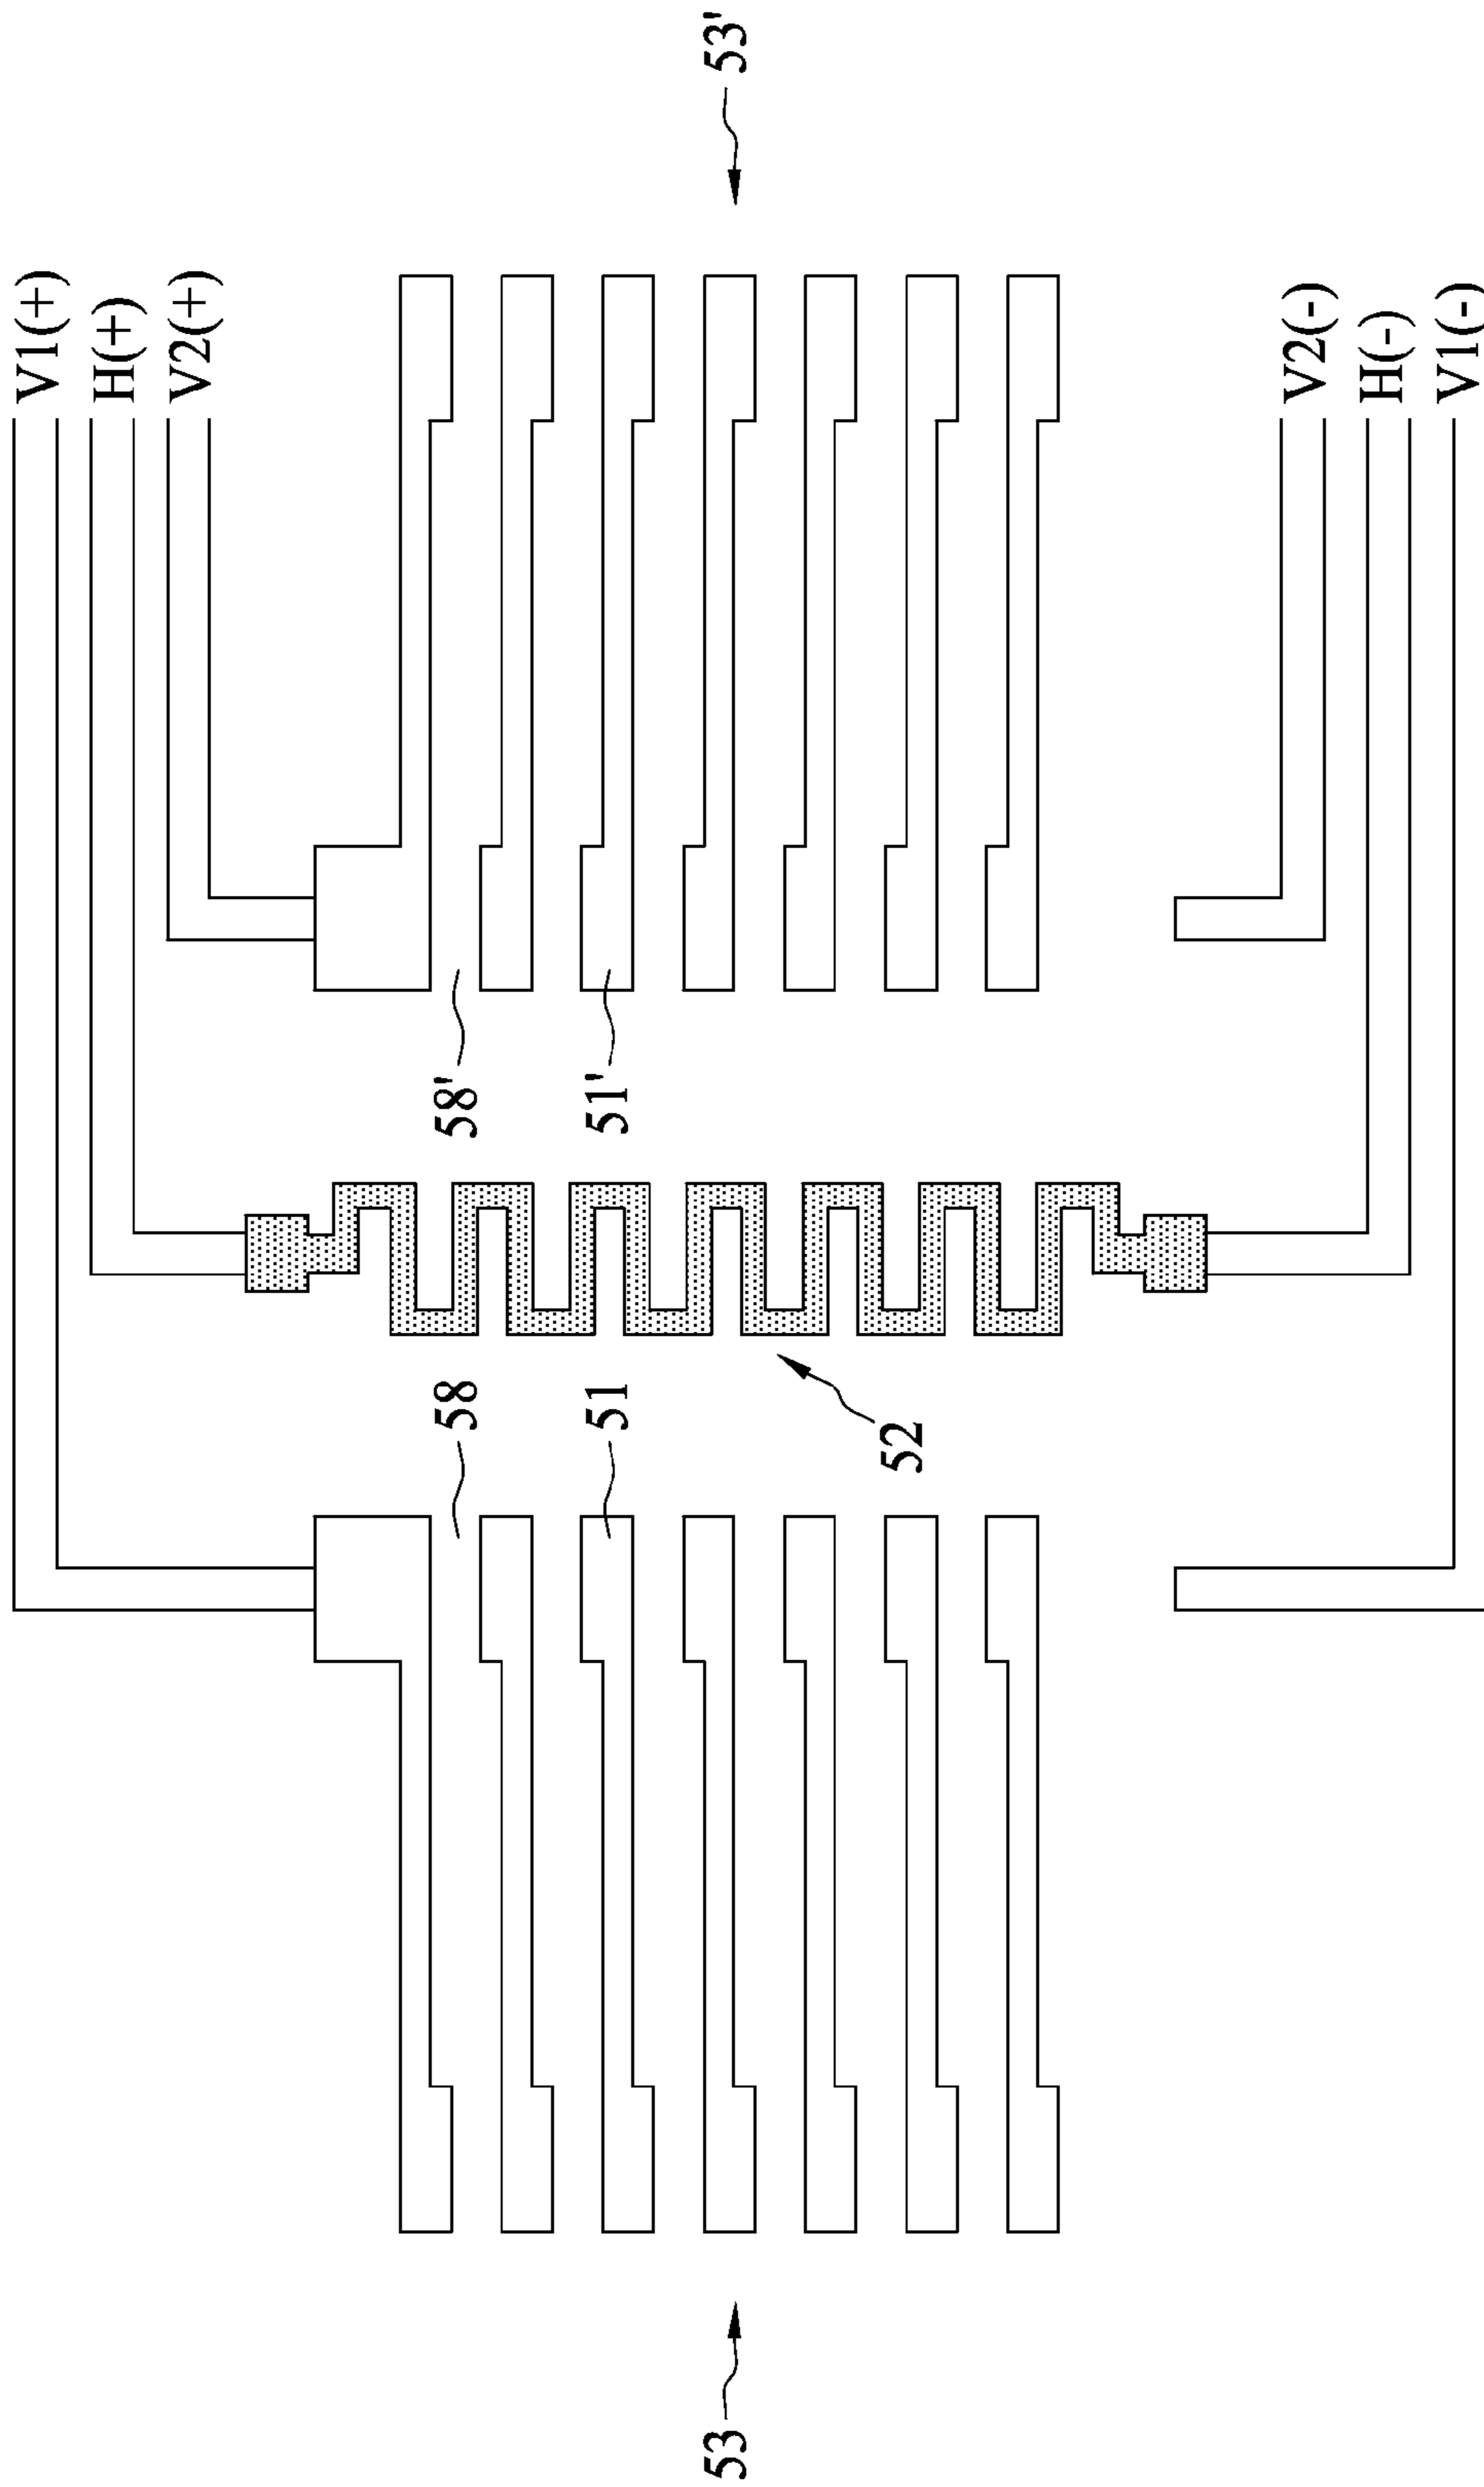 53'
V1(+)
H(+)
V2(+)
V2(-)
H(-)
V1(-)
58'
51'
58
51
52
53